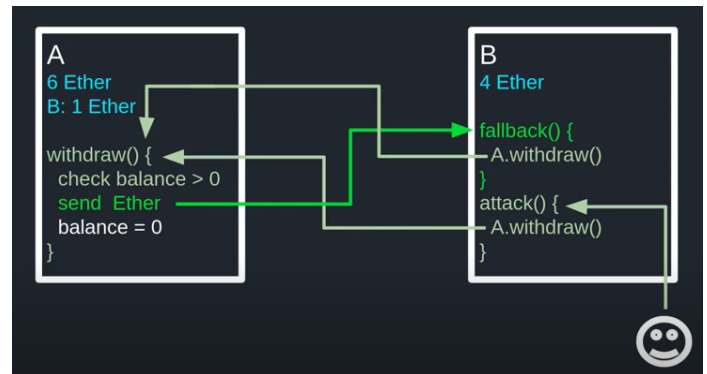 A
6 Ether
B: 1 Ether
withdraw() {
check balance > 0
send Ether
balance = 0
}
B
4 Ether
fallback() {
A.withdraw()
}
attack() {
A.withdraw()
}